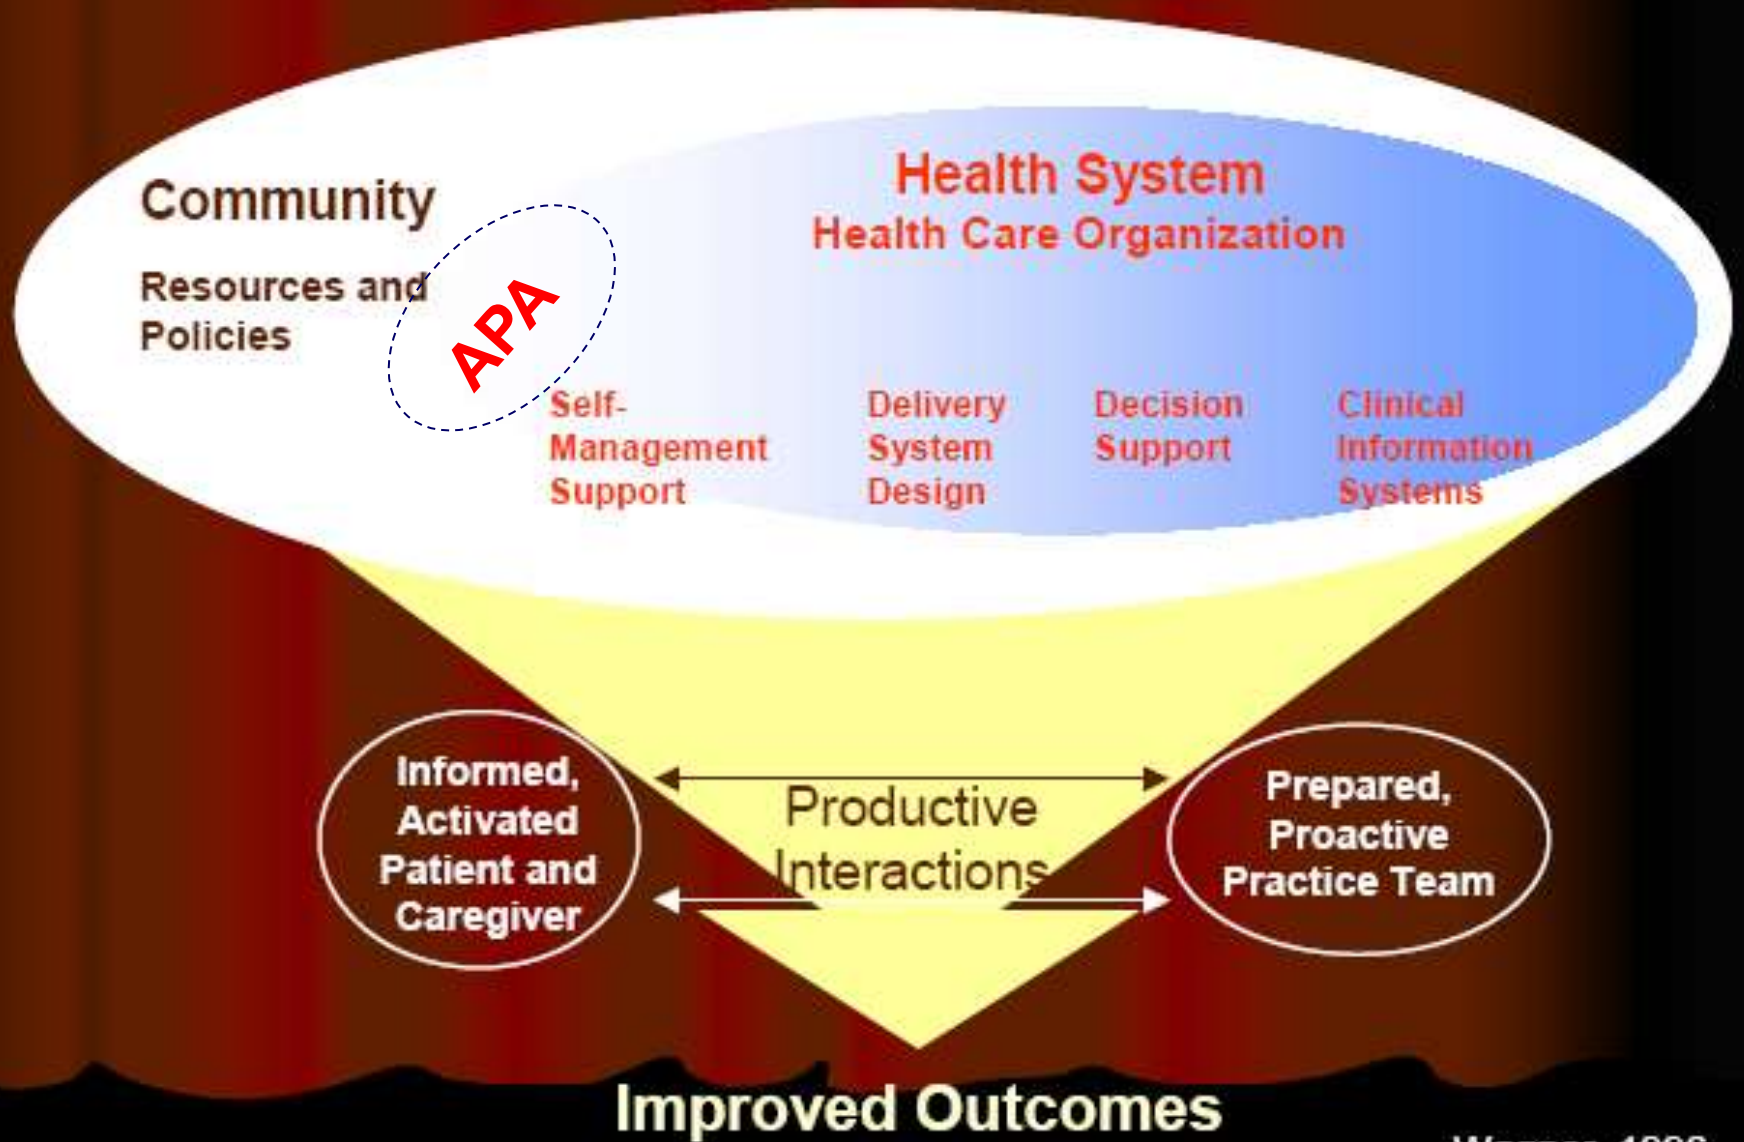 Community
Resources and
Policies
APA
Health System
Health Care Organization
Self-
Management
Support
Delivery
System
Design
Decision
Support
Clinical
Information
Systems
Informed,
Activated
Patient and
Caregiver
Productive
Interactions
Prepared,
Proactive
Practice Team
Improved Outcomes